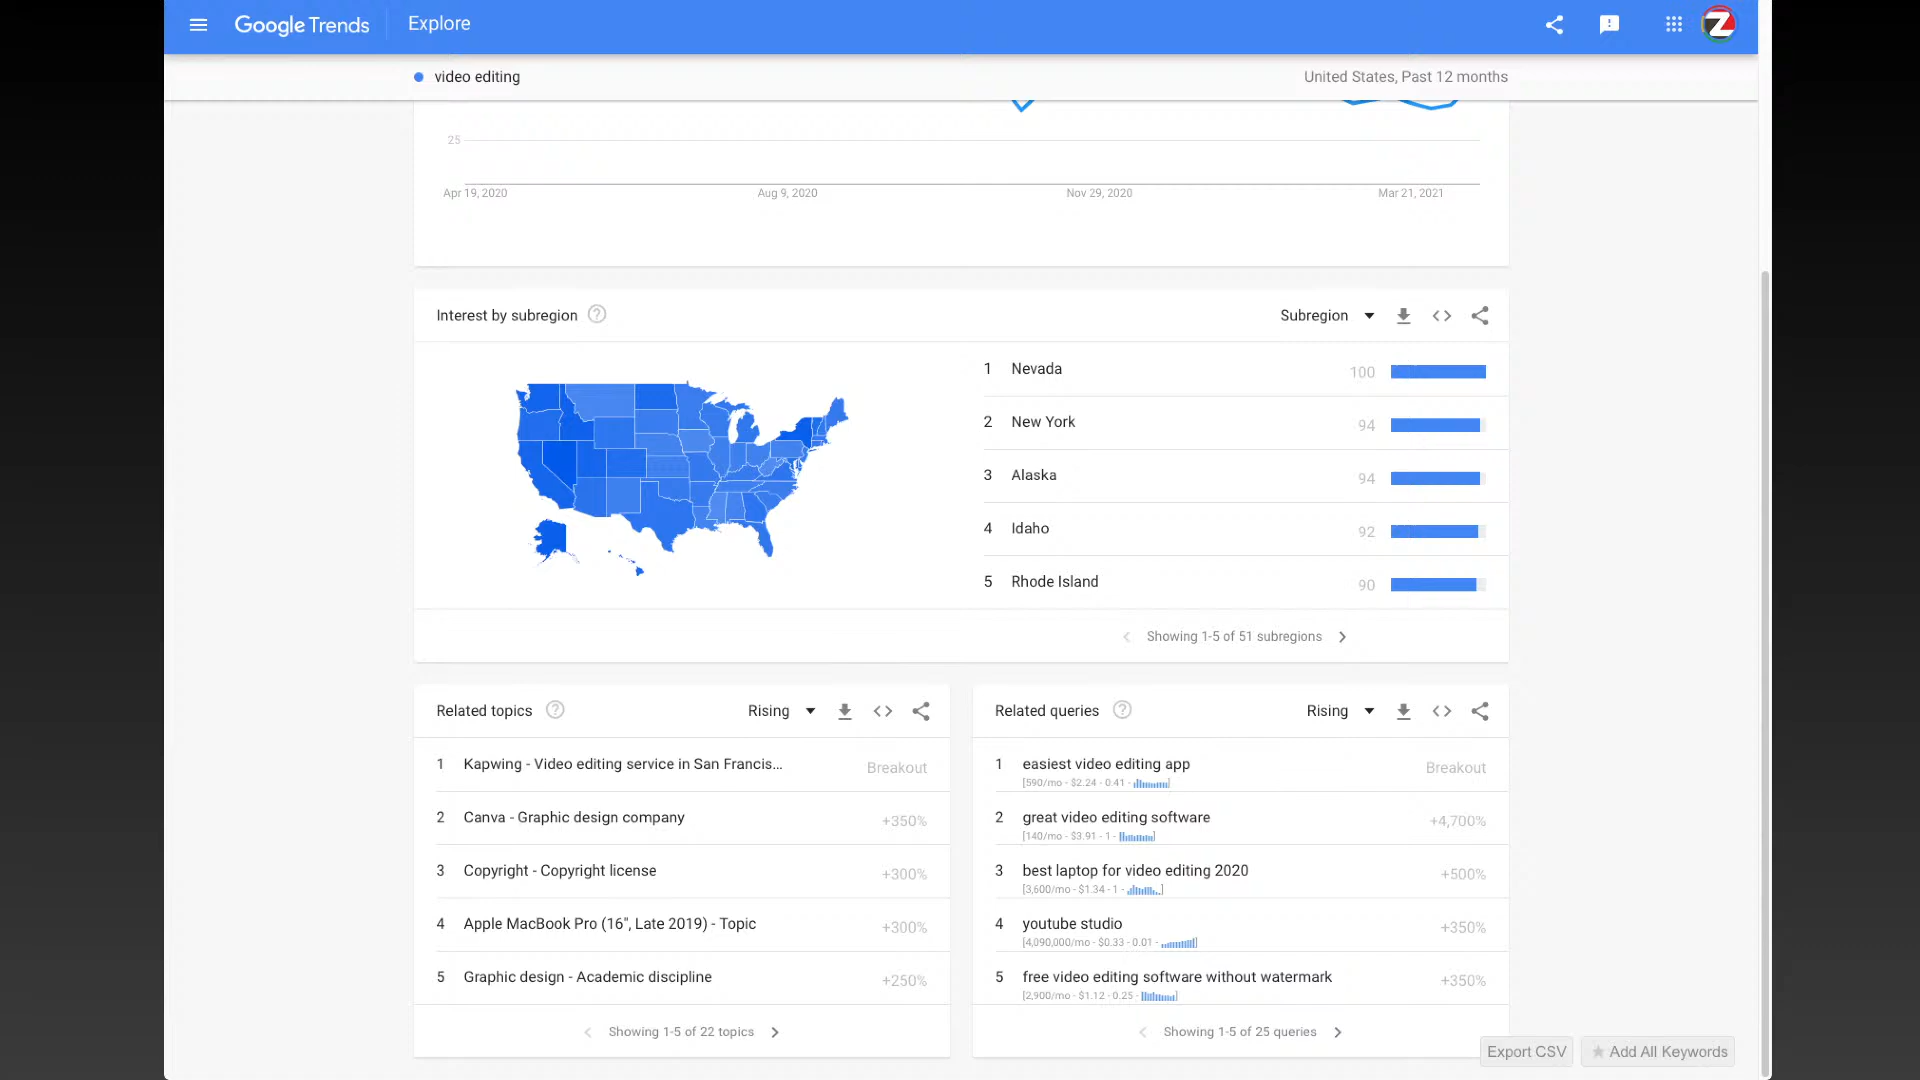 Google Trends
Explore
video editing
United States, Past 12 months
25
Apr 19, 2020
Aug 9, 2020
Nov 29, 2020
Mar 21, 2021
Interest by subregion
Subregion
1 Nevada 100
2 New York 94
3 Alaska 94
4 Idaho 92
5 Rhode Island 90
Showing 1-5 of 51 subregions
Related topics
Rising
1 Kapwing - Video editing service in San Francis...
Breakout
2 Canva - Graphic design company
+350%
3 Copyright - Copyright license
+300%
4 Apple MacBook Pro (16", Late 2019) - Topic
+300%
5 Graphic design - Academic discipline
+250%
Showing 1-5 of 22 topics
Related queries
Rising
1 easiest video editing app
[590/mo - $2.24 - 0.41 - ]
Breakout
2 great video editing software
[140/mo - $3.91 - 1 - ]
+4,700%
3 best laptop for video editing 2020
[3,600/mo - $1.34 - 1 - ]
+500%
4 youtube studio
[4,090,000/mo - $0.33 - 0.01 - ]
+350%
5 free video editing software without watermark
[2,900/mo - $1.12 - 0.25 - ]
+350%
Showing 1-5 of 25 queries
Export CSV
Add All Keywords